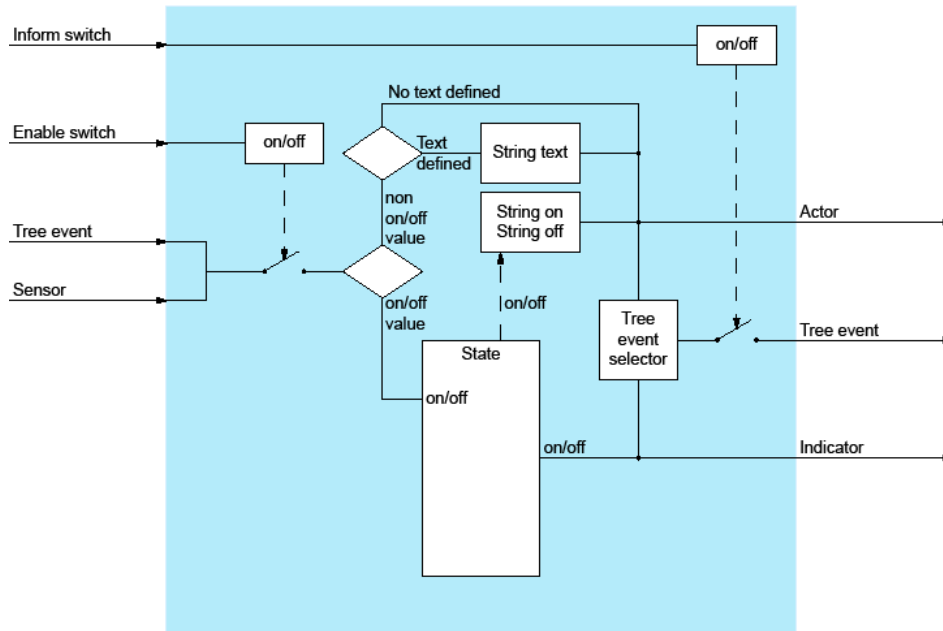 Inform switch
on/off
No text defined
Enable switch
on/off
Text
defined
String text
non
on/off
value
String on
String off
Actor
Tree event
Sensor
on/off
value
on/off
Tree
event
selector
Tree event
State
on/off
on/off
Indicator